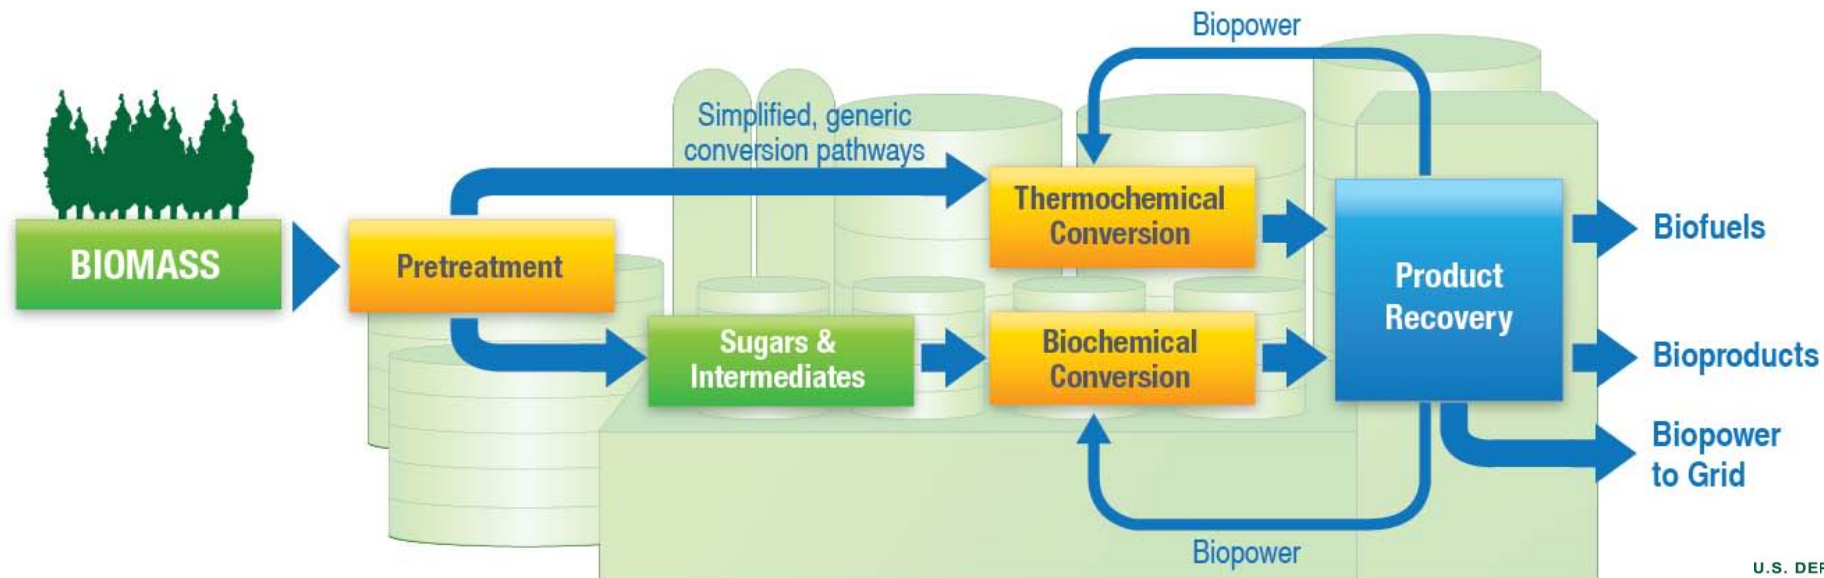 Biopower
Simplified, generic
conversion pathways
BIOMASS
Pretreatment
Thermochemical
Conversion
Sugars &
Intermediates
Biochemical
Conversion
Product
Recovery
Biofuels
Bioproducts
Biopower
to Grid
Biopower
U.S.